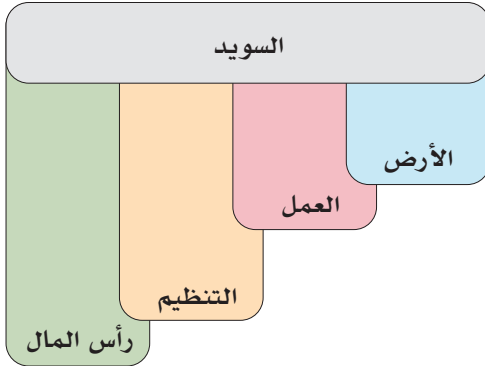 السويد
الأرض
العمل
التنظيم
رأس المال